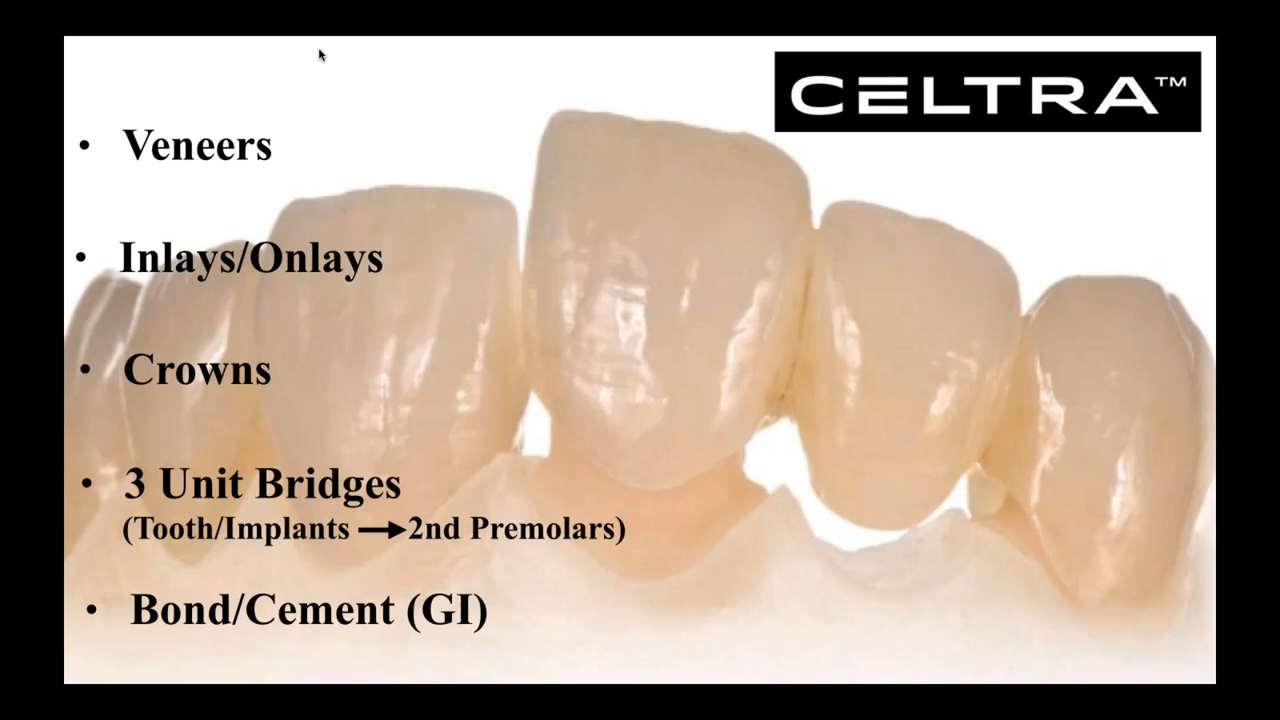 CELTRA™
• Veneers
• Inlays/Onlays
• Crowns
• 3 Unit Bridges
(Tooth/Implants → 2nd Premolars)
• Bond/Cement (GI)